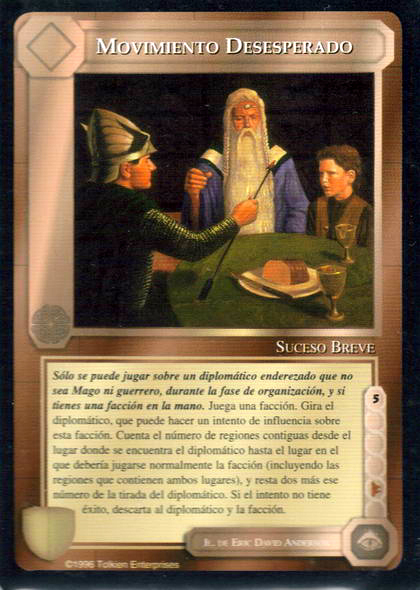 Movimiento Desesperado
Suceso Breve
Sólo se puede jugar sobre un diplomático enderezado que no
sea Mago ni guerrero, durante la fase de organización, y si
tienes una facción en la mano. Juega una facción. Gira el
diplomático, que puede hacer un intento de influencia sobre
esta facción. Cuenta el número de regiones contiguas desde el
lugar donde se encuentra el diplomático hasta el lugar en el
que debería jugarse normalmente la facción (incluyendo las
regiones que contienen ambos lugares), y resta dos más ese
número de la tirada del diplomático. Si el intento no tiene
éxito, descarta al diplomático y la facción.
5
Il. de Eric David Anderson
©1996 Tolkien Enterprises